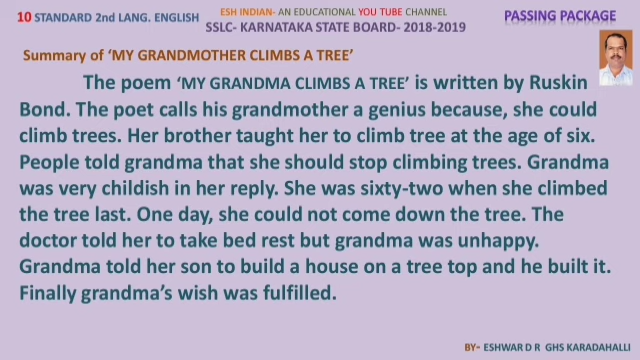 10 STANDARD 2nd LANG. ENGLISH
ESH INDIAN- AN EDUCATIONAL YOU TUBE CHANNEL
SSLC- KARNATAKA STATE BOARD- 2018-2019
PASSING PACKAGE
Summary of ‘MY GRANDMOTHER CLIMBS A TREE’
The poem ‘MY GRANDMA CLIMBS A TREE’ is written by Ruskin
Bond. The poet calls his grandmother a genius because, she could
climb trees. Her brother taught her to climb tree at the age of six.
People told grandma that she should stop climbing trees. Grandma
was very childish in her reply. She was sixty-two when she climbed
the tree last. One day, she could not come down the tree. The
doctor told her to take bed rest but grandma was unhappy.
Grandma told her son to build a house on a tree top and he built it.
Finally grandma’s wish was fulfilled.
BY- ESHWAR D R GHS KARADAHALLI